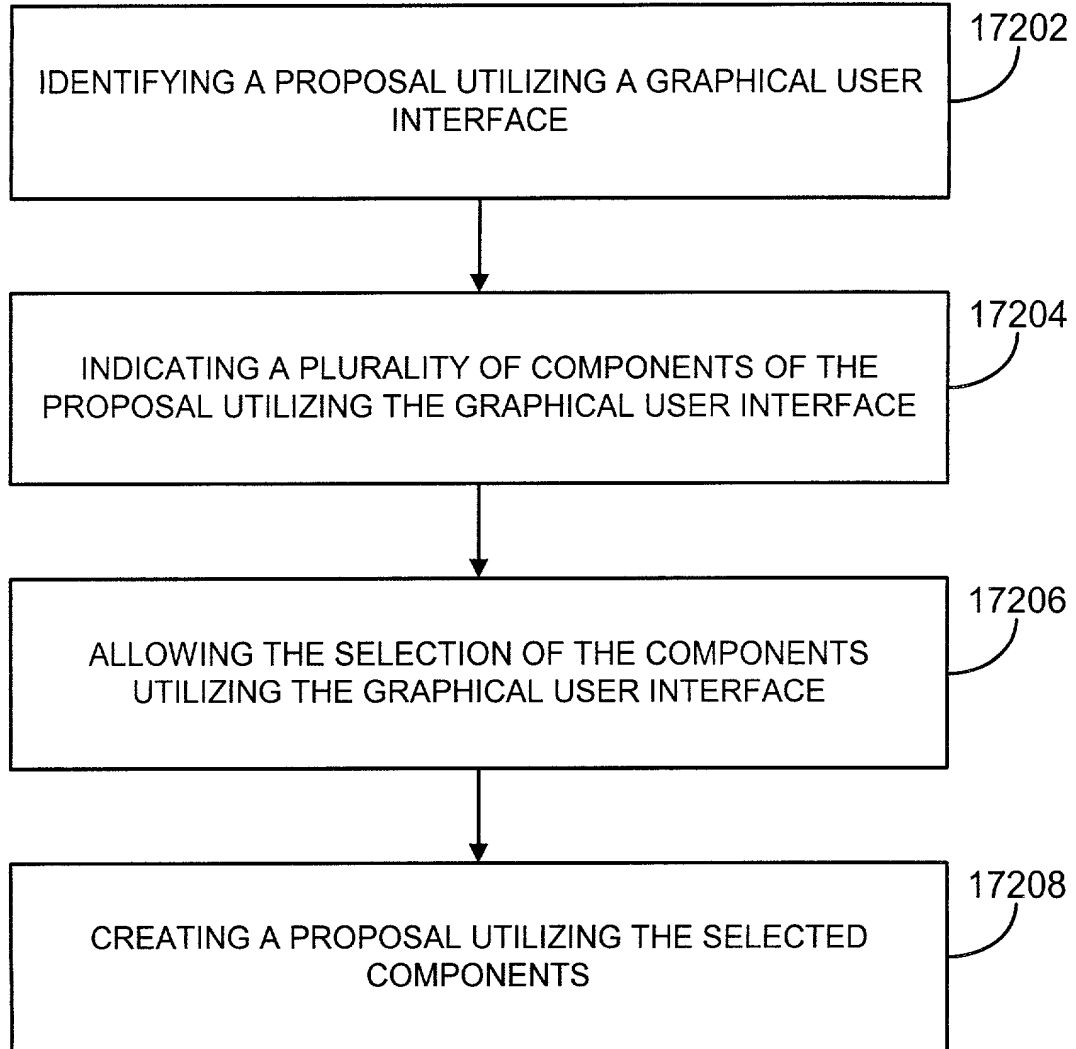 17202
IDENTIFYING A PROPOSAL UTILIZING A GRAPHICAL USER
INTERFACE
17204
INDICATING A PLURALITY OF COMPONENTS OF THE
PROPOSAL UTILIZING THE GRAPHICAL USER INTERFACE
17206
ALLOWING THE SELECTION OF THE COMPONENTS
UTILIZING THE GRAPHICAL USER INTERFACE
17208
CREATING A PROPOSAL UTILIZING THE SELECTED
COMPONENTS